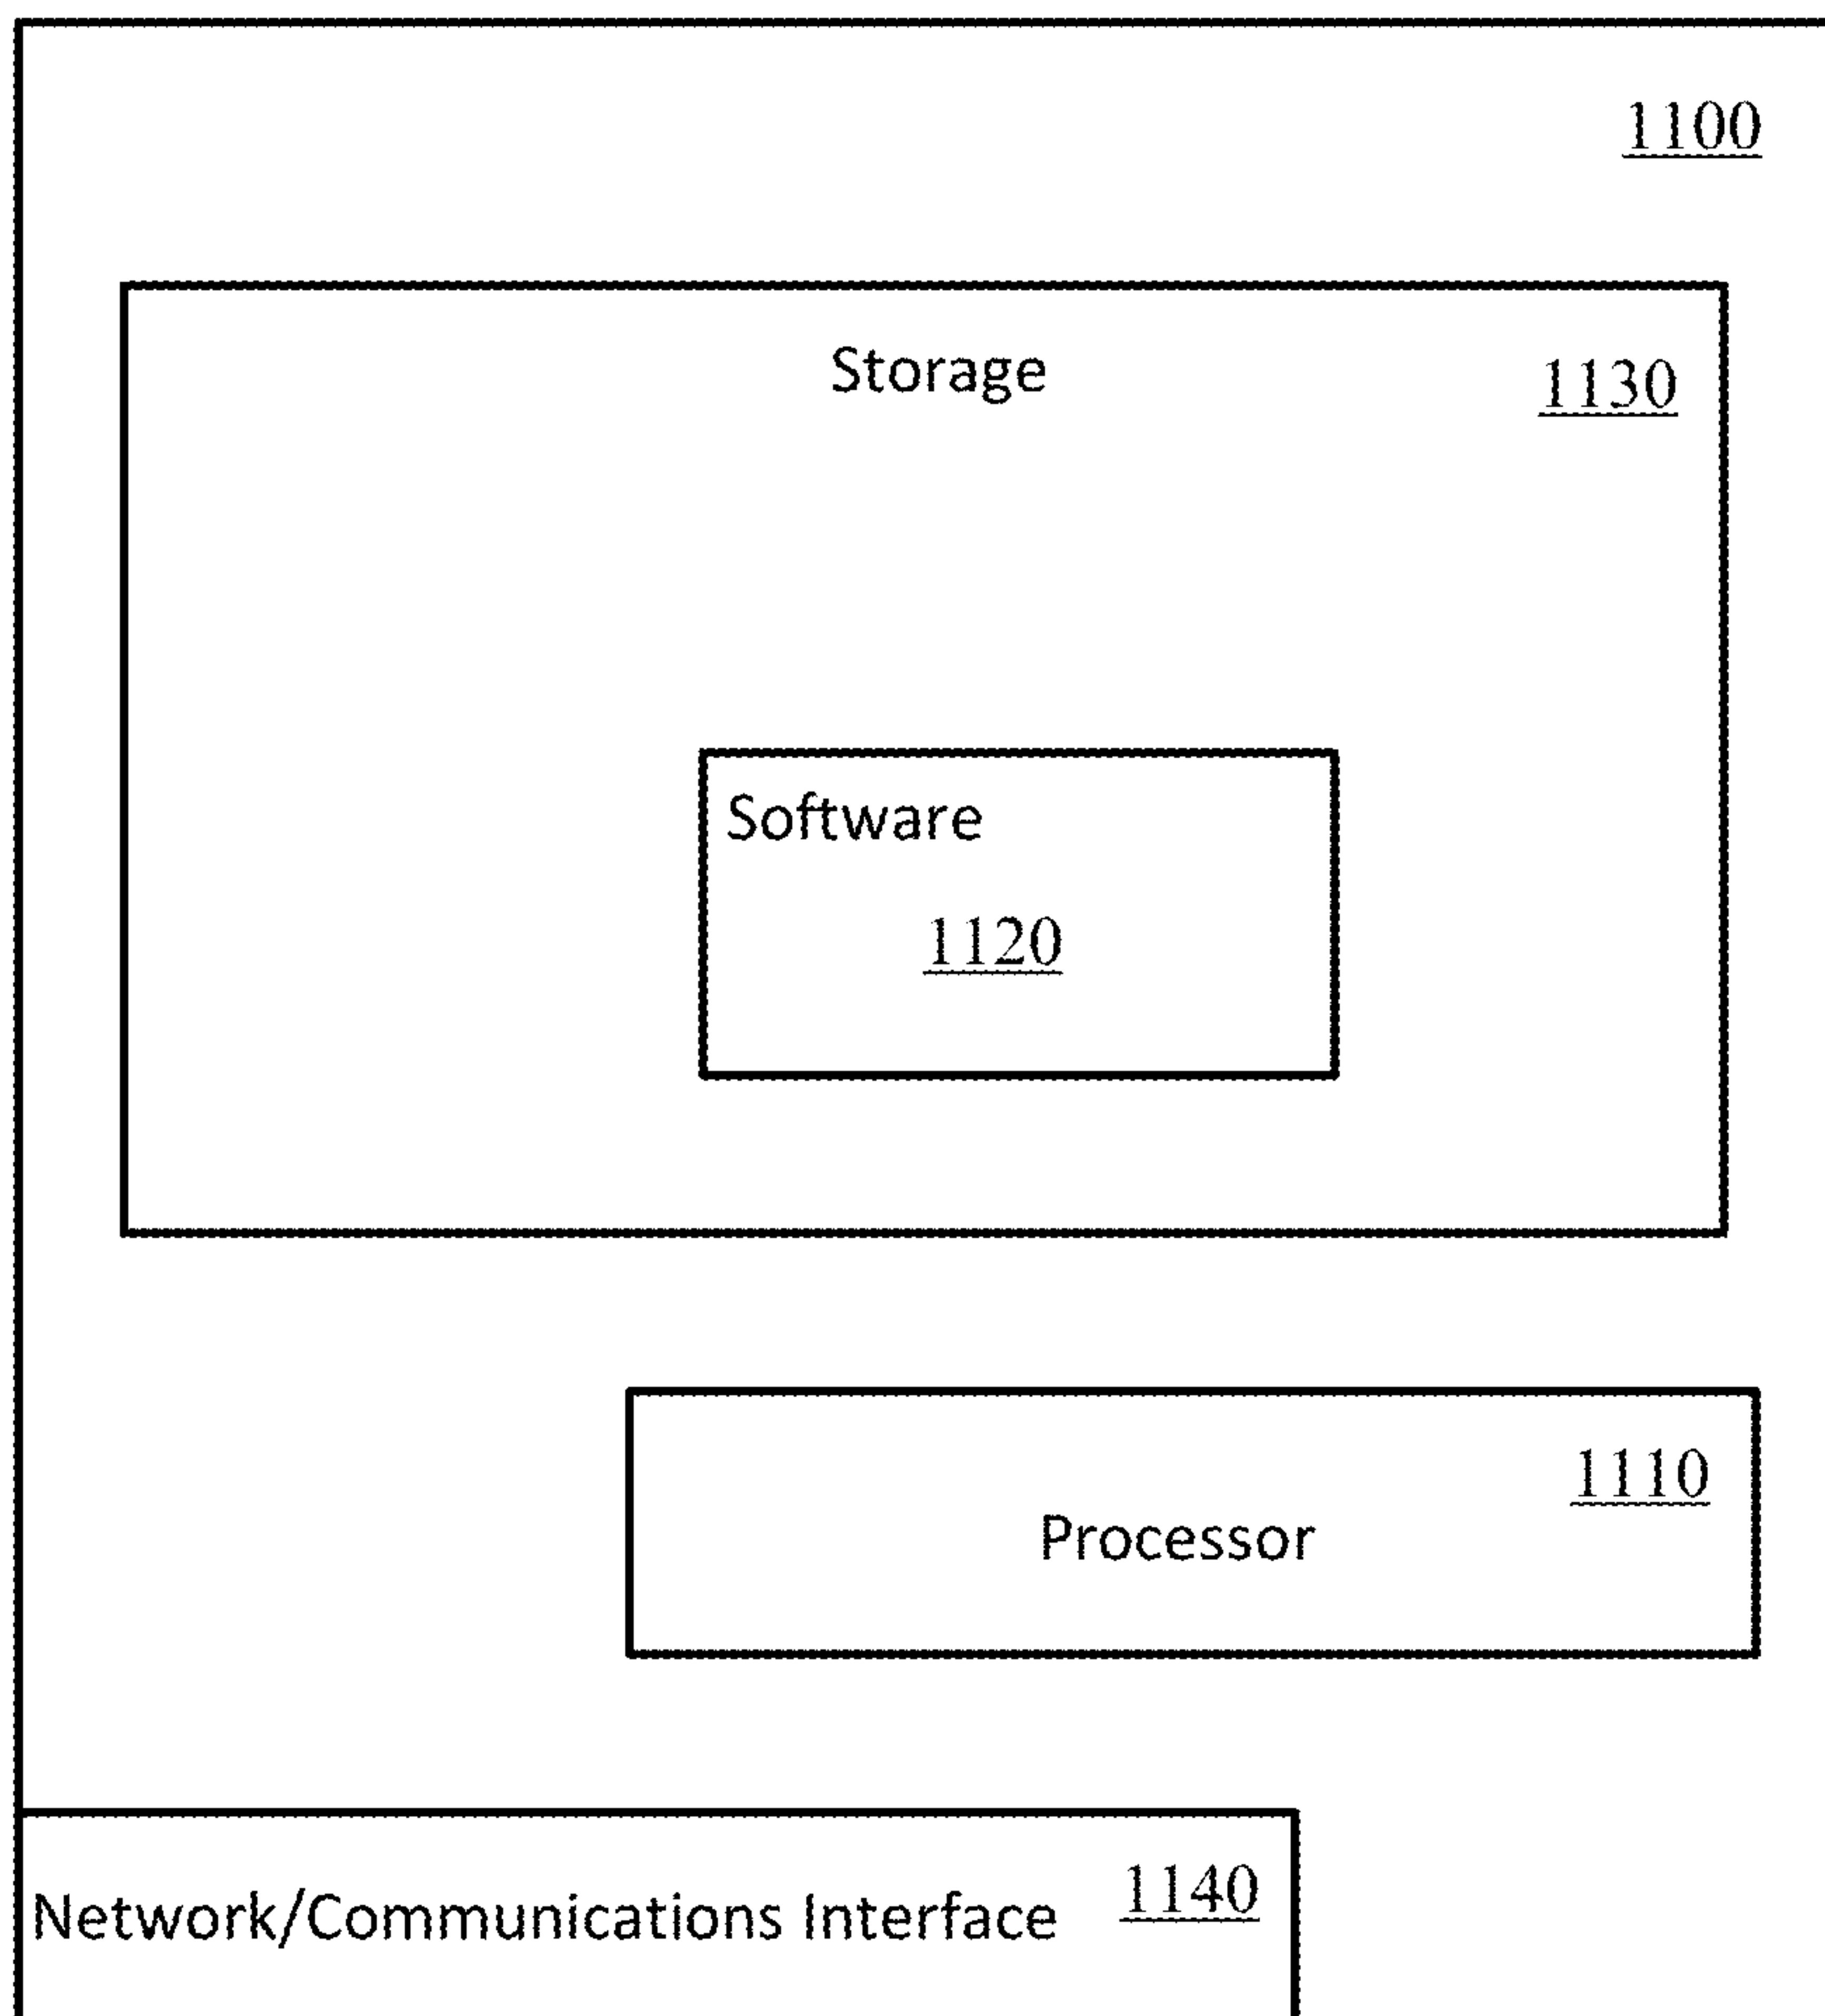 1100
Storage
1130
Software
1120
1110
Processor
1140
Network/Communications Interface